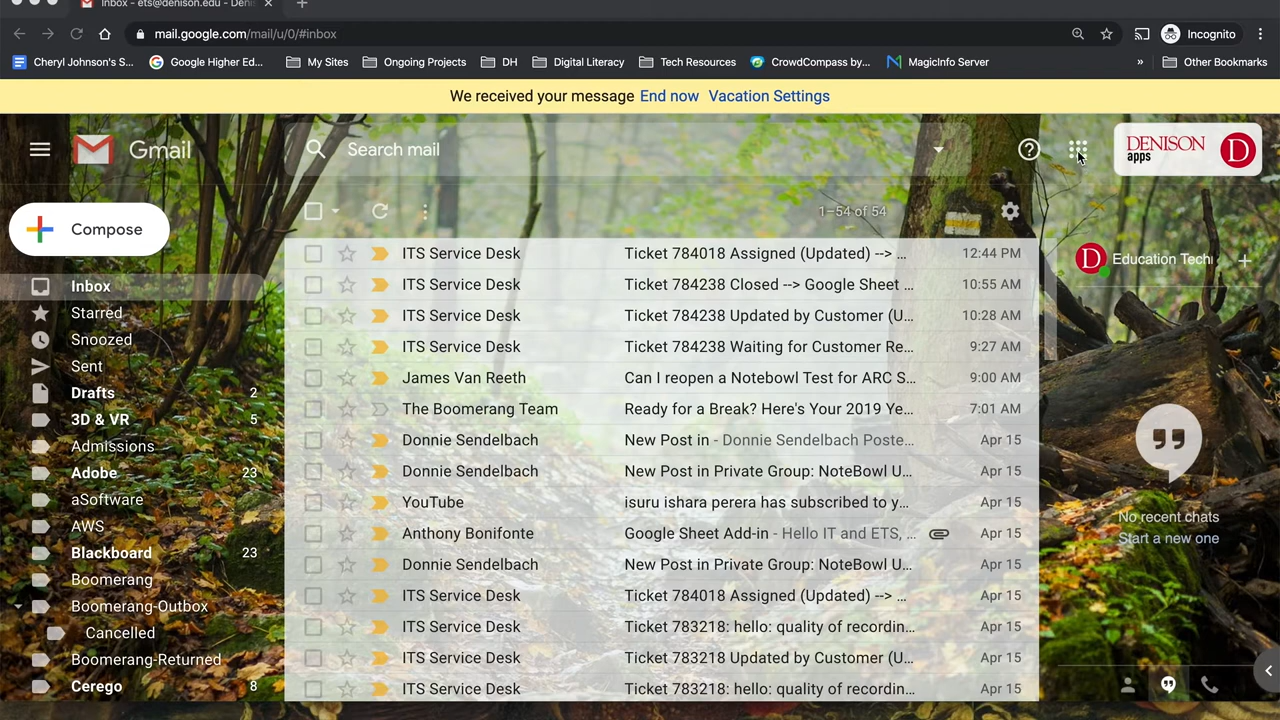 Inbox - ets@denison.edu - Deni
mail.google.com/mail/u/0/#inbox
Incognito
Cheryl Johnson's S...
Google Higher Ed...
My Sites
Ongoing Projects
DH
Digital Literacy
Tech Resources
CrowdCompass by...
MagicInfo Server
»
Other Bookmarks
We received your message End now Vacation Settings
Gmail
Search mail
DENISON
apps
D
Compose
1–54 of 54
Inbox
Starred
Snoozed
Sent
Drafts 2
3D & VR 5
Admissions
Adobe 23
aSoftware
AWS
Blackboard 23
Boomerang
Boomerang-Outbox
Cancelled
Boomerang-Returned
Cerego 8
ITS Service Desk Ticket 784018 Assigned (Updated) --> ... 12:44 PM
ITS Service Desk Ticket 784238 Closed --> Google Sheet ... 10:55 AM
ITS Service Desk Ticket 784238 Updated by Customer (U... 10:28 AM
ITS Service Desk Ticket 784238 Waiting for Customer Re... 9:27 AM
James Van Reeth Can I reopen a Notebowl Test for ARC S... 9:00 AM
The Boomerang Team Ready for a Break? Here's Your 2019 Ye... 7:01 AM
Donnie Sendelbach New Post in - Donnie Sendelbach Poste... Apr 15
Donnie Sendelbach New Post in Private Group: NoteBowl U... Apr 15
YouTube isuru ishara perera has subscribed to y... Apr 15
Anthony Bonifonte Google Sheet Add-in - Hello IT and ETS, ... Apr 15
Donnie Sendelbach New Post in Private Group: NoteBowl U... Apr 15
ITS Service Desk Ticket 784018 Assigned (Updated) --> ... Apr 15
ITS Service Desk Ticket 783218: hello: quality of recordin... Apr 15
ITS Service Desk Ticket 783218 Updated by Customer (U... Apr 15
ITS Service Desk Ticket 783218: hello: quality of recordin... Apr 15
D Education Tech
No recent chats
Start a new one